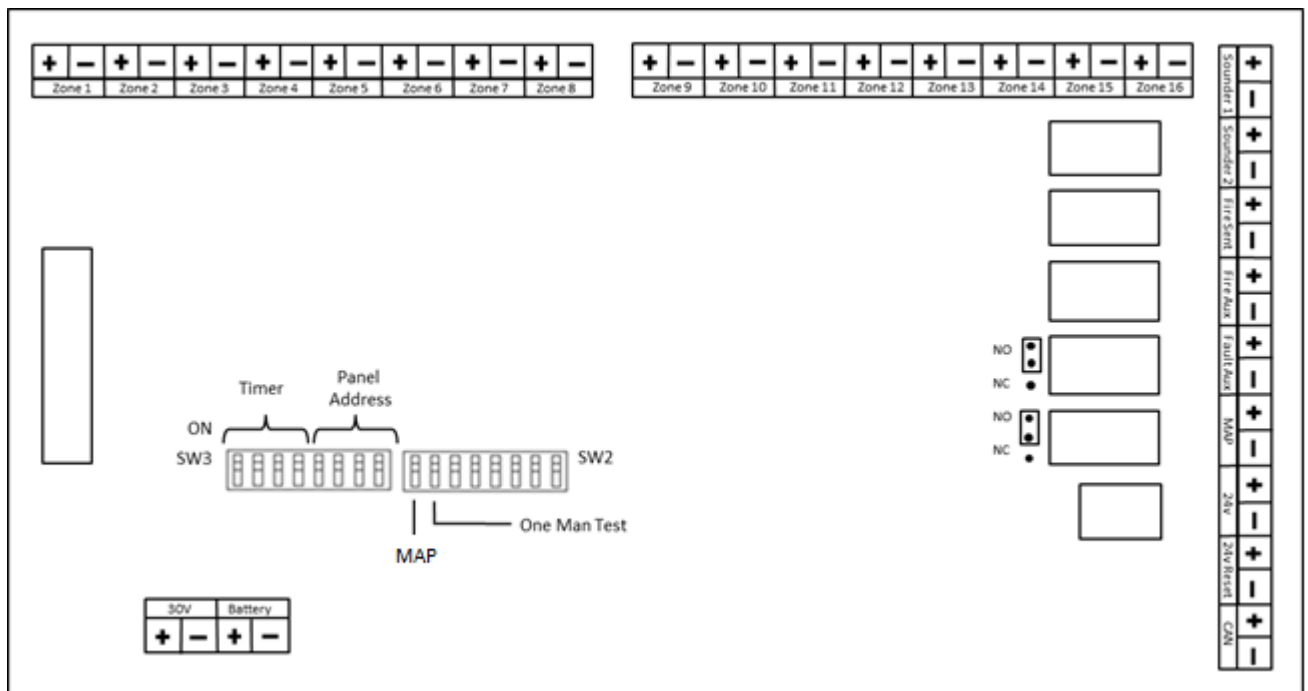 + − + − + − + − + − + − + − + −
Zone 1 Zone 2 Zone 3 Zone 4 Zone 5 Zone 6 Zone 7 Zone 8
+ − + − + − + − + − + − + − + −
Zone 9 Zone 10 Zone 11 Zone 12 Zone 13 Zone 14 Zone 15 Zone 16
Sounder 1 + −
Sounder 2 + −
Fire Sent + −
Fire Aux + −
Fault Aux + −
MAP + −
24v + −
24v Reset + −
CAN + −
NO
NC
NO
NC
Timer
Panel
Address
ON
SW3
SW2
One Man Test
MAP
30V Battery
+ − + −